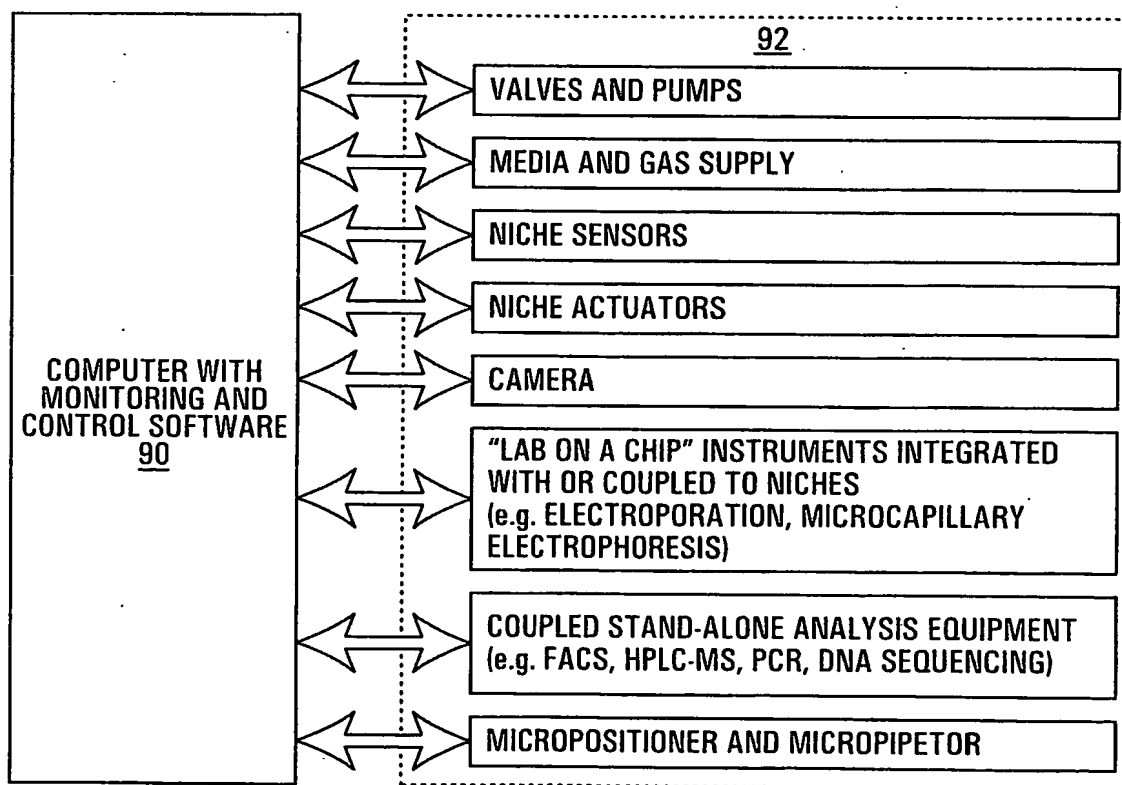 92
VALVES AND PUMPS
MEDIA AND GAS SUPPLY
NICHE SENSORS
NICHE ACTUATORS
CAMERA
COMPUTER WITH
MONITORING AND
CONTROL SOFTWARE
90
"LAB ON A CHIP" INSTRUMENTS INTEGRATED
WITH OR COUPLED TO NICHES
(e.g. ELECTROPORATION, MICROCAPILLARY
ELECTROPHORESIS)
COUPLED STAND-ALONE ANALYSIS EQUIPMENT
(e.g. FACS, HPLC-MS, PCR, DNA SEQUENCING)
MICROPOSITIONER AND MICROPIPETOR